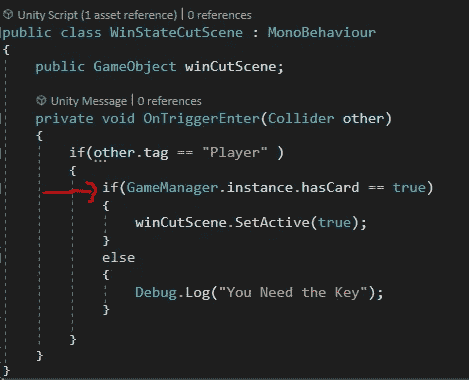 Unity Script (1 asset reference) | 0 references
public class WinStateCutScene : MonoBehaviour
{
public GameObject winCutScene;
Unity Message | 0 references
private void OnTriggerEnter(Collider other)
{
if(other.tag == "Player" )
{
if(GameManager.instance.hasCard == true)
{
winCutScene.SetActive(true);
}
else
{
Debug.Log("You Need the Key");
}
}
}
}